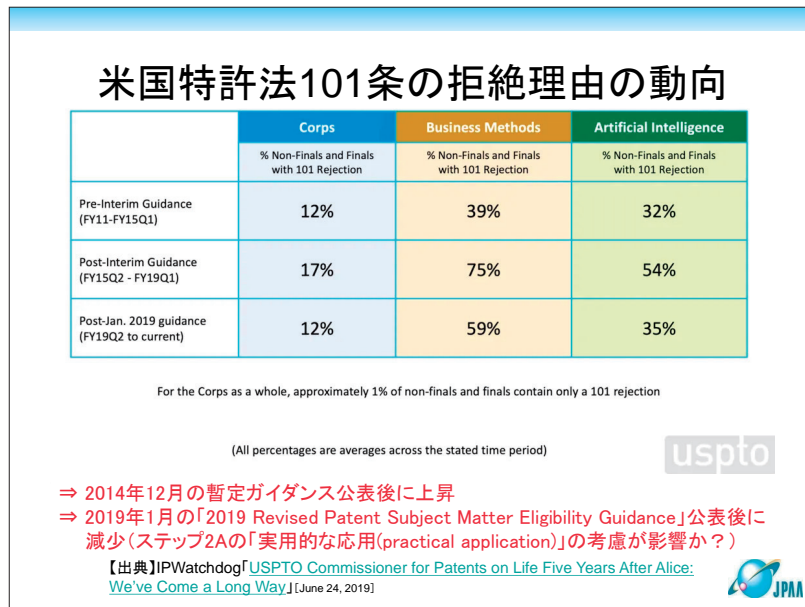 米国特許法101条の拒絶理由の動向
Corps Business Methods Artificial Intelligence
% Non-Finals and Finals with 101 Rejection % Non-Finals and Finals with 101 Rejection % Non-Finals and Finals with 101 Rejection
Pre-Interim Guidance
(FY11-FY15Q1)
12% 39% 32%
Post-Interim Guidance
(FY15Q2 - FY19Q1)
17% 75% 54%
Post-Jan. 2019 guidance
(FY19Q2 to current)
12% 59% 35%
For the Corps as a whole, approximately 1% of non-finals and finals contain only a 101 rejection
(All percentages are averages across the stated time period)
uspto
⇒ 2014年12月の暫定ガイダンス公表後に上昇
⇒ 2019年1月の「2019 Revised Patent Subject Matter Eligibility Guidance」公表後に
減少(ステップ2Aの「実用的な応用(practical application)」の考慮が影響か?)
【出典】IPWatchdog「USPTO Commissioner for Patents on Life Five Years After Alice:
We've Come a Long Way」[June 24, 2019]
JPAA